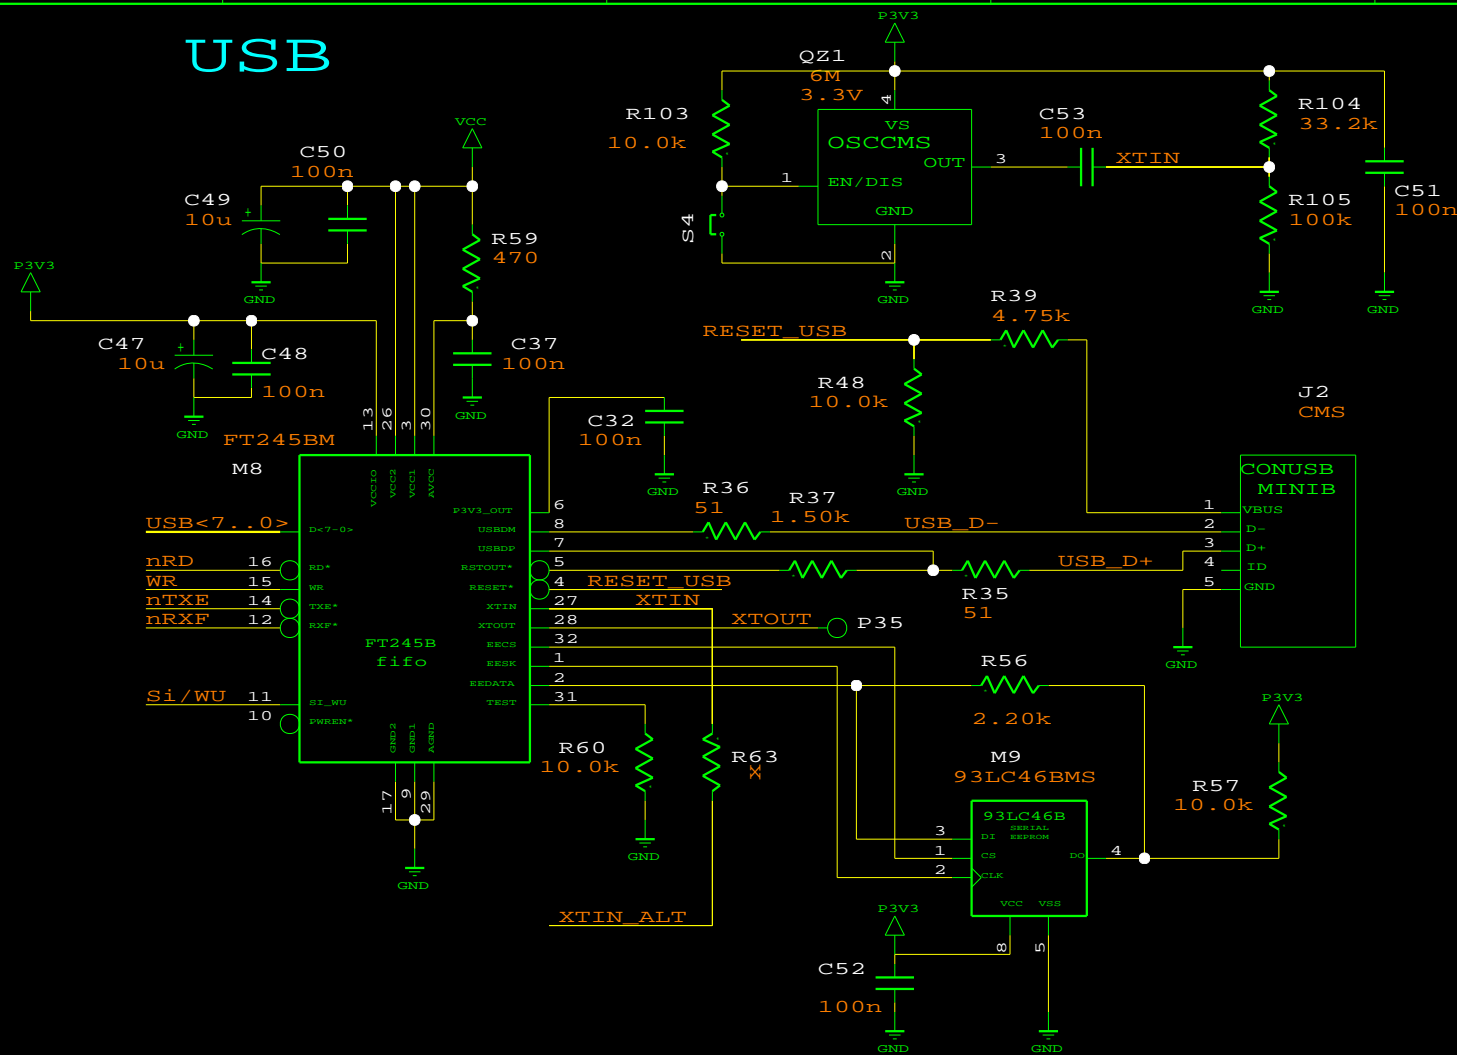 USB
P3V3
QZ1
6M
3.3V
4
VS
OSCCMS
OUT
3
EN/DIS
1
GND
2
GND
R103
10.0k
S4
C53
100n
XTIN
R104
33.2k
R105
100k
GND
C51
100n
GND
VCC
C50
100n
C49
10u
+
GND
R59
470
P3V3
C47
10u
+
C48
100n
GND
C37
100n
GND
13
26
3
30
FT245BM
M8
VCCIO
VCC2
VCC1
AVCC
C32
100n
GND
RESET_USB
R39
4.75k
R48
10.0k
GND
J2
CMS
CONUSB
MINIB
1
VBUS
2
D-
3
D+
4
ID
5
GND
GND
R36
51
R37
1.50k
USB_D-
USB_D+
R35
51
USB<7..0>
D<7-0>
nRD
16
RD*
WR
15
WR
nTXE
14
TXE*
nRXF
12
RXF*
Si/WU
11
SI_WU
10
PWREN*
FT245B
fifo
P3V3_OUT
6
USBDM
8
USBDP
7
RSTOUT*
5
RESET*
4
RESET_USB
XTIN
27
XTIN
XTOUT
28
XTOUT
P35
EECS
32
EESK
1
EEDATA
2
TEST
31
GND2
GND1
AGND
17
9
29
GND
R60
10.0k
GND
R63
X
XTIN_ALT
R56
2.20k
M9
93LC46BMS
93LC46B
SERIAL
EEPROM
3
DI
1
CS
2
CLK
DO
4
VCC
VSS
8
5
P3V3
R57
10.0k
P3V3
C52
100n
GND
GND